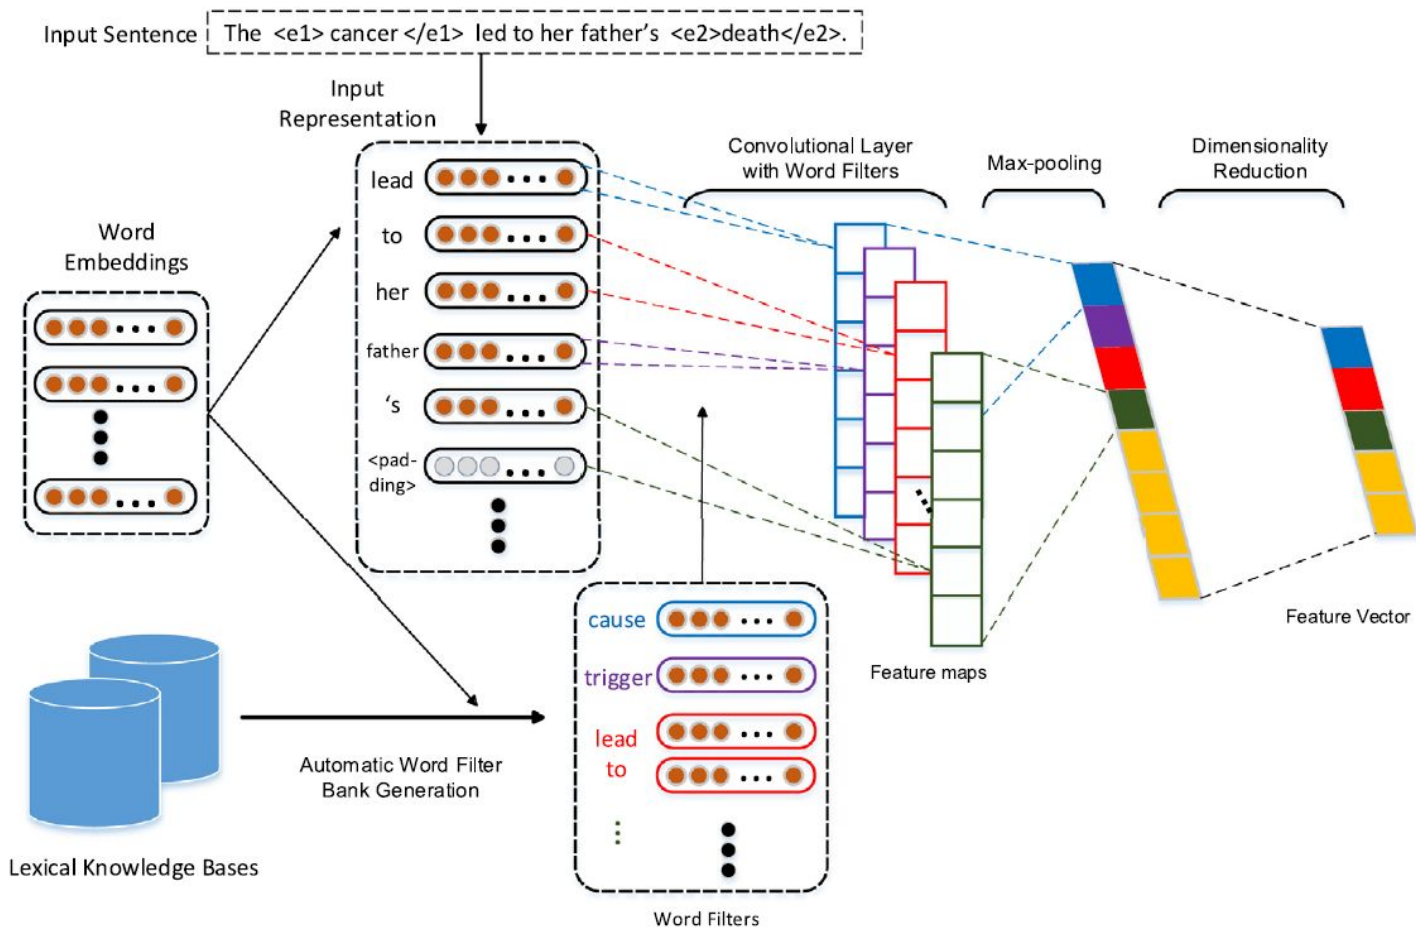 Input Sentence
The <e1> cancer </e1> led to her father’s <e2>death</e2>.
Input
Representation
Convolutional Layer
with Word Filters
Max-pooling
Dimensionality
Reduction
Word
Embeddings
lead
to
her
father
‘s
<pad-
ding>
cause
trigger
lead
to
Feature maps
Feature Vector
Automatic Word Filter
Bank Generation
Lexical Knowledge Bases
Word Filters